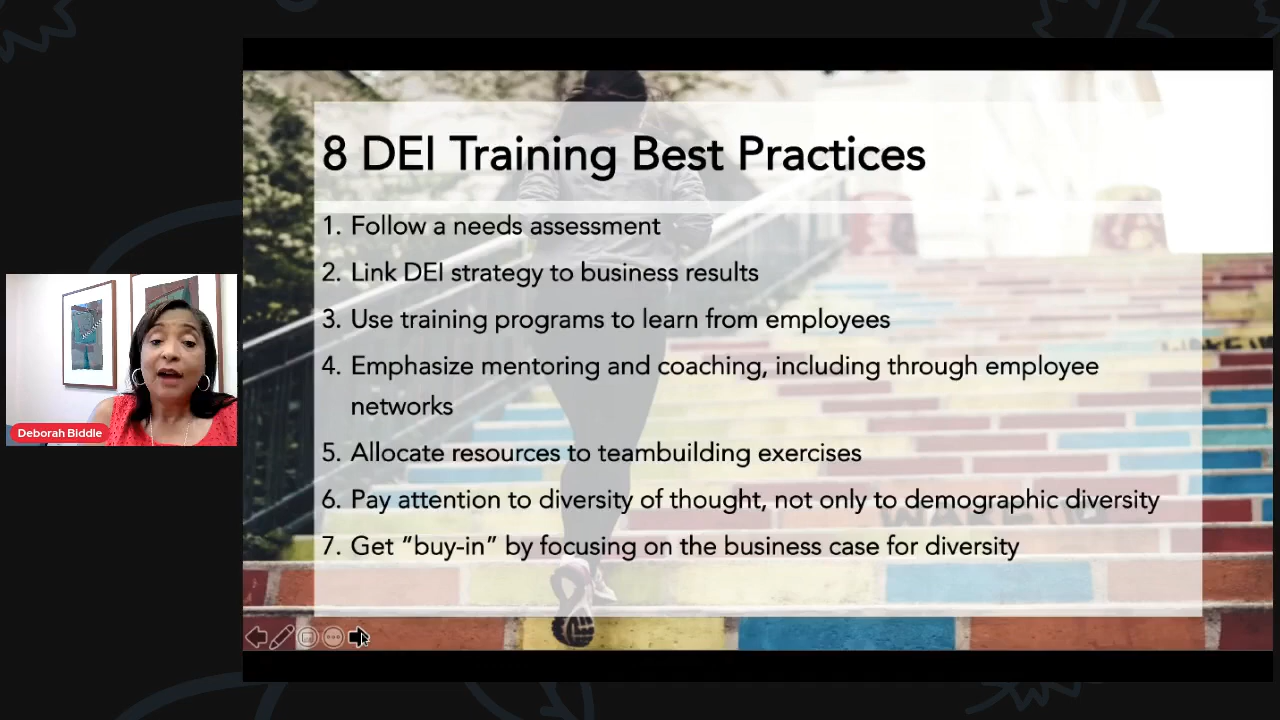 8 DEI Training Best Practices
1. Follow a needs assessment
2. Link DEI strategy to business results
3. Use training programs to learn from employees
4. Emphasize mentoring and coaching, including through employee
networks
5. Allocate resources to teambuilding exercises
6. Pay attention to diversity of thought, not only to demographic diversity
7. Get “buy-in” by focusing on the business case for diversity
Deborah Biddle